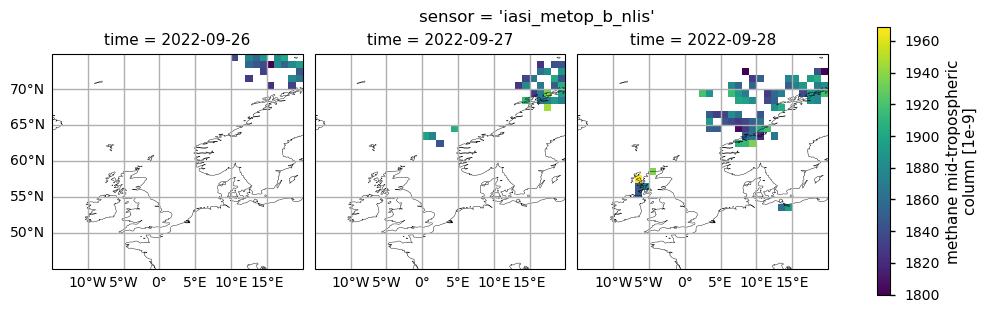 sensor = 'iasi_metop_b_nlis'
time = 2022-09-26
time = 2022-09-27
time = 2022-09-28
70°N
65°N
60°N
55°N
50°N
10°W 5°W 0° 5°E 10°E 15°E
10°W 5°W 0° 5°E 10°E 15°E
10°W 5°W 0° 5°E 10°E 15°E
1960
1940
1920
1900
1880
1860
1840
1820
1800
methane mid-tropospheric
column [1e-9]